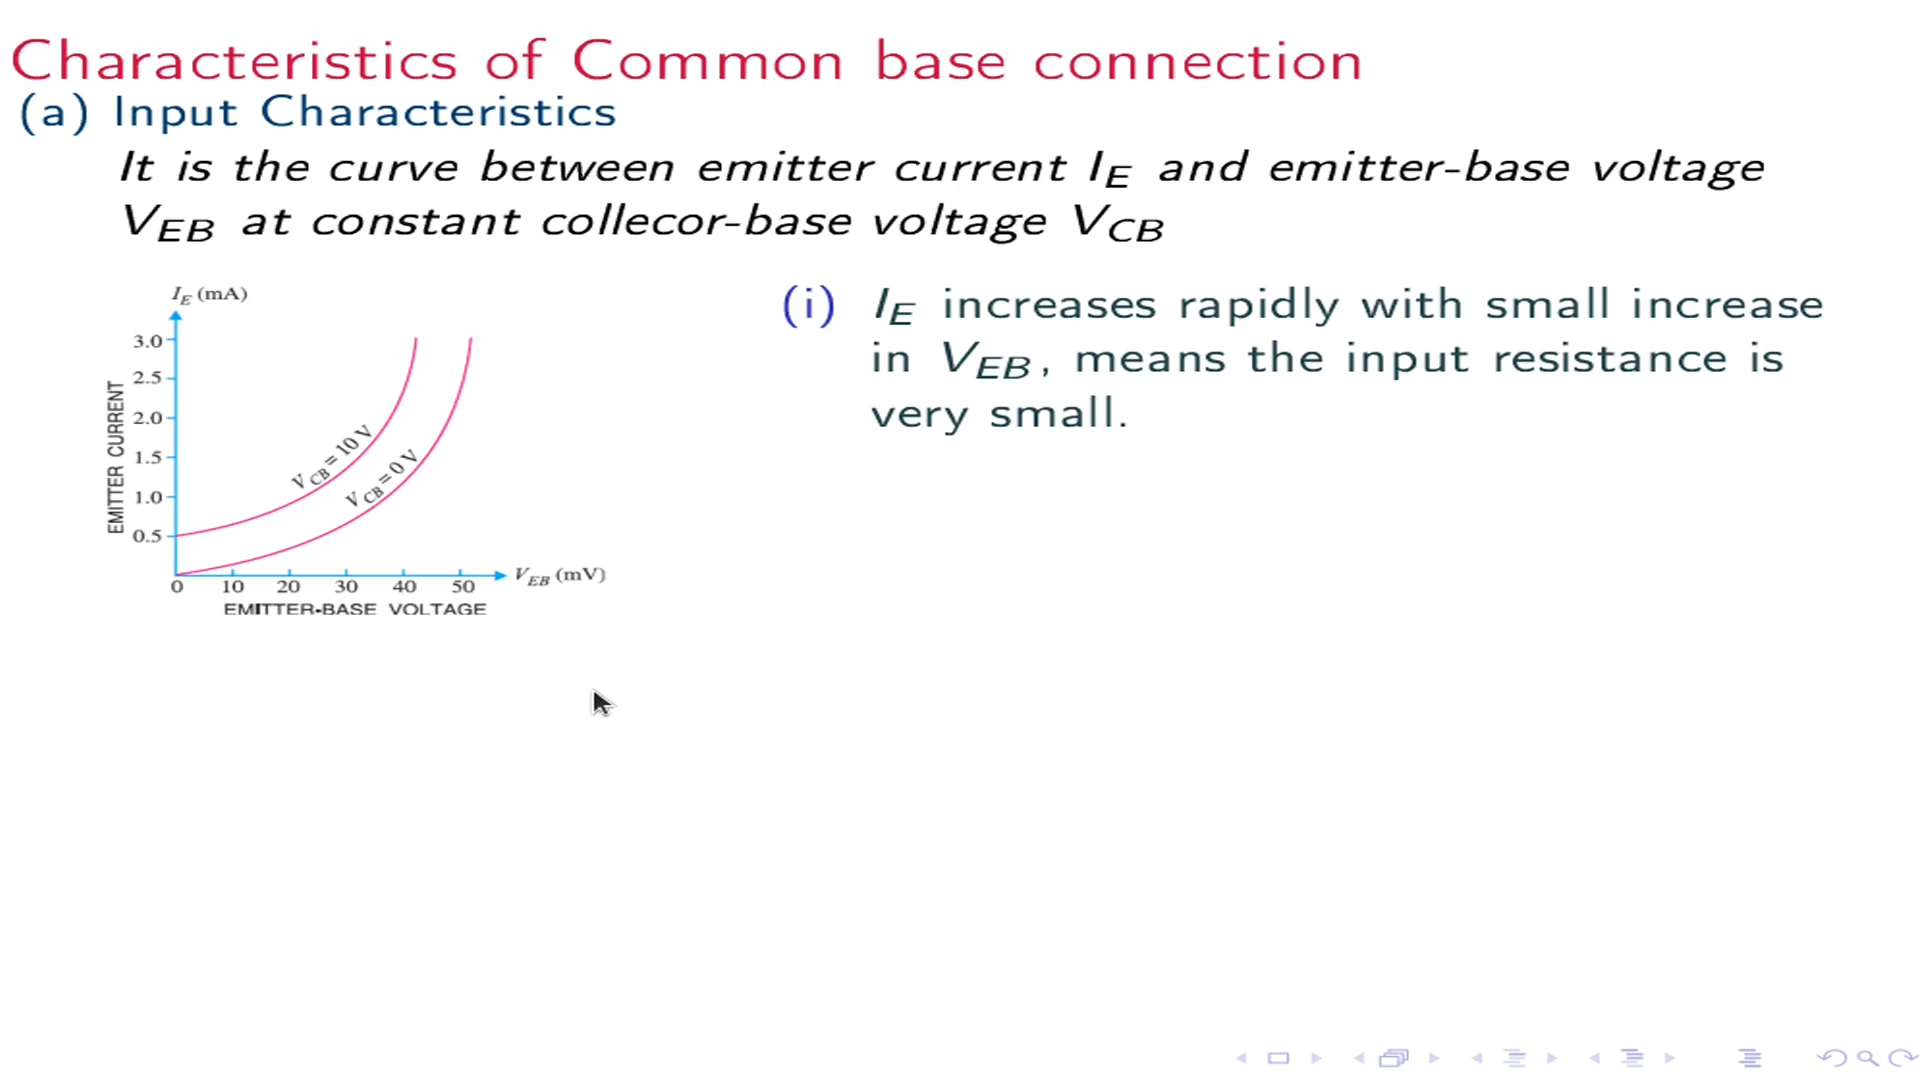 Characteristics of Common base connection
(a) Input Characteristics
It is the curve between emitter current I_E and emitter-base voltage
V_EB at constant collecor-base voltage V_CB
I_E (mA)
3.0
2.5
2.0
1.5
1.0
0.5
EMITTER CURRENT
V_CB = 10 V
V_CB = 0 V
0 10 20 30 40 50
V_EB (mV)
EMITTER-BASE VOLTAGE
(i) I_E increases rapidly with small increase
in V_EB, means the input resistance is
very small.